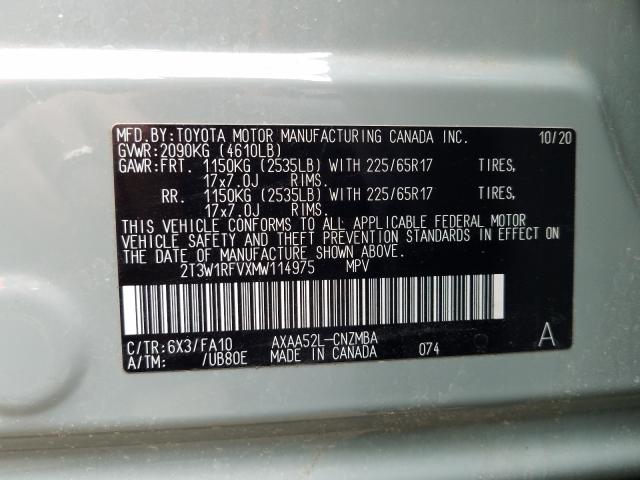 MFD.BY:TOYOTA MOTOR MANUFACTURING CANADA INC. 10/20
GVWR:2090KG (4610LB)
GAWR:FRT. 1150KG (2535LB) WITH 225/65R17 TIRES,
17x7.0J RIMS.
RR. 1150KG (2535LB) WITH 225/65R17 TIRES,
17x7.0J RIMS.
THIS VEHICLE CONFORMS TO ALL APPLICABLE FEDERAL MOTOR
VEHICLE SAFETY AND THEFT PREVENTION STANDARDS IN EFFECT ON
THE DATE OF MANUFACTURE SHOWN ABOVE.
2T3W1RFVXMW114975 MPV
C/TR:6X3/FA10 AXAA52L-CNZMBA
A/TM: /UB80E MADE IN CANADA 074 A